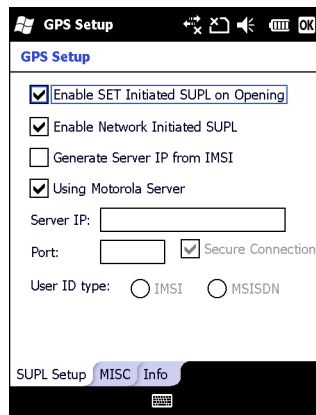 GPS Setup OK
GPS Setup
Enable SET Initiated SUPL on Opening
Enable Network Initiated SUPL
Generate Server IP from IMSI
Using Motorola Server
Server IP:
Port: Secure Connection
User ID type: IMSI MSISDN
SUPL Setup MISC Info